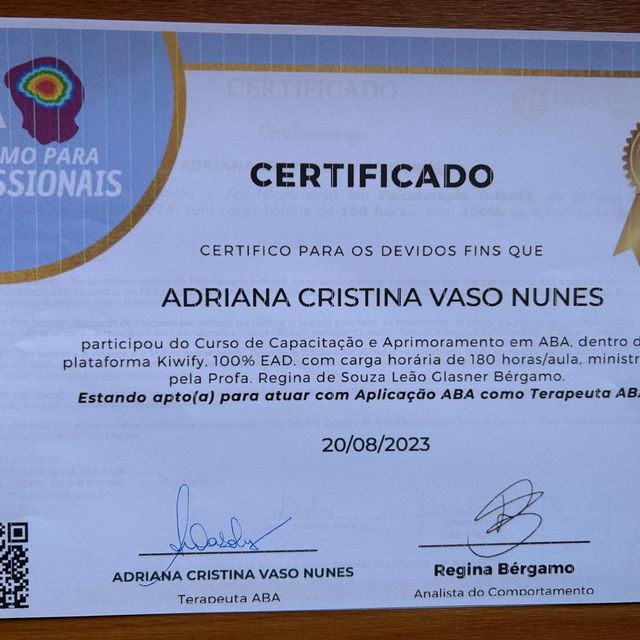 MO PARA
SSIONAIS
CERTIFICADO
CERTIFICADO
CERTIFICO PARA OS DEVIDOS FINS QUE
ADRIANA CRISTINA VASO NUNES
participou do Curso de Capacitação e Aprimoramento em ABA, dentro d
plataforma Kiwify, 100% EAD, com carga horária de 180 horas/aula, ministr
pela Profa. Regina de Souza Leão Glasner Bérgamo.
Estando apto(a) para atuar com Aplicação ABA como Terapeuta AB
20/08/2023
ADRIANA CRISTINA VASO NUNES
Terapeuta ABA
Regina Bérgamo
Analista do Comportamento